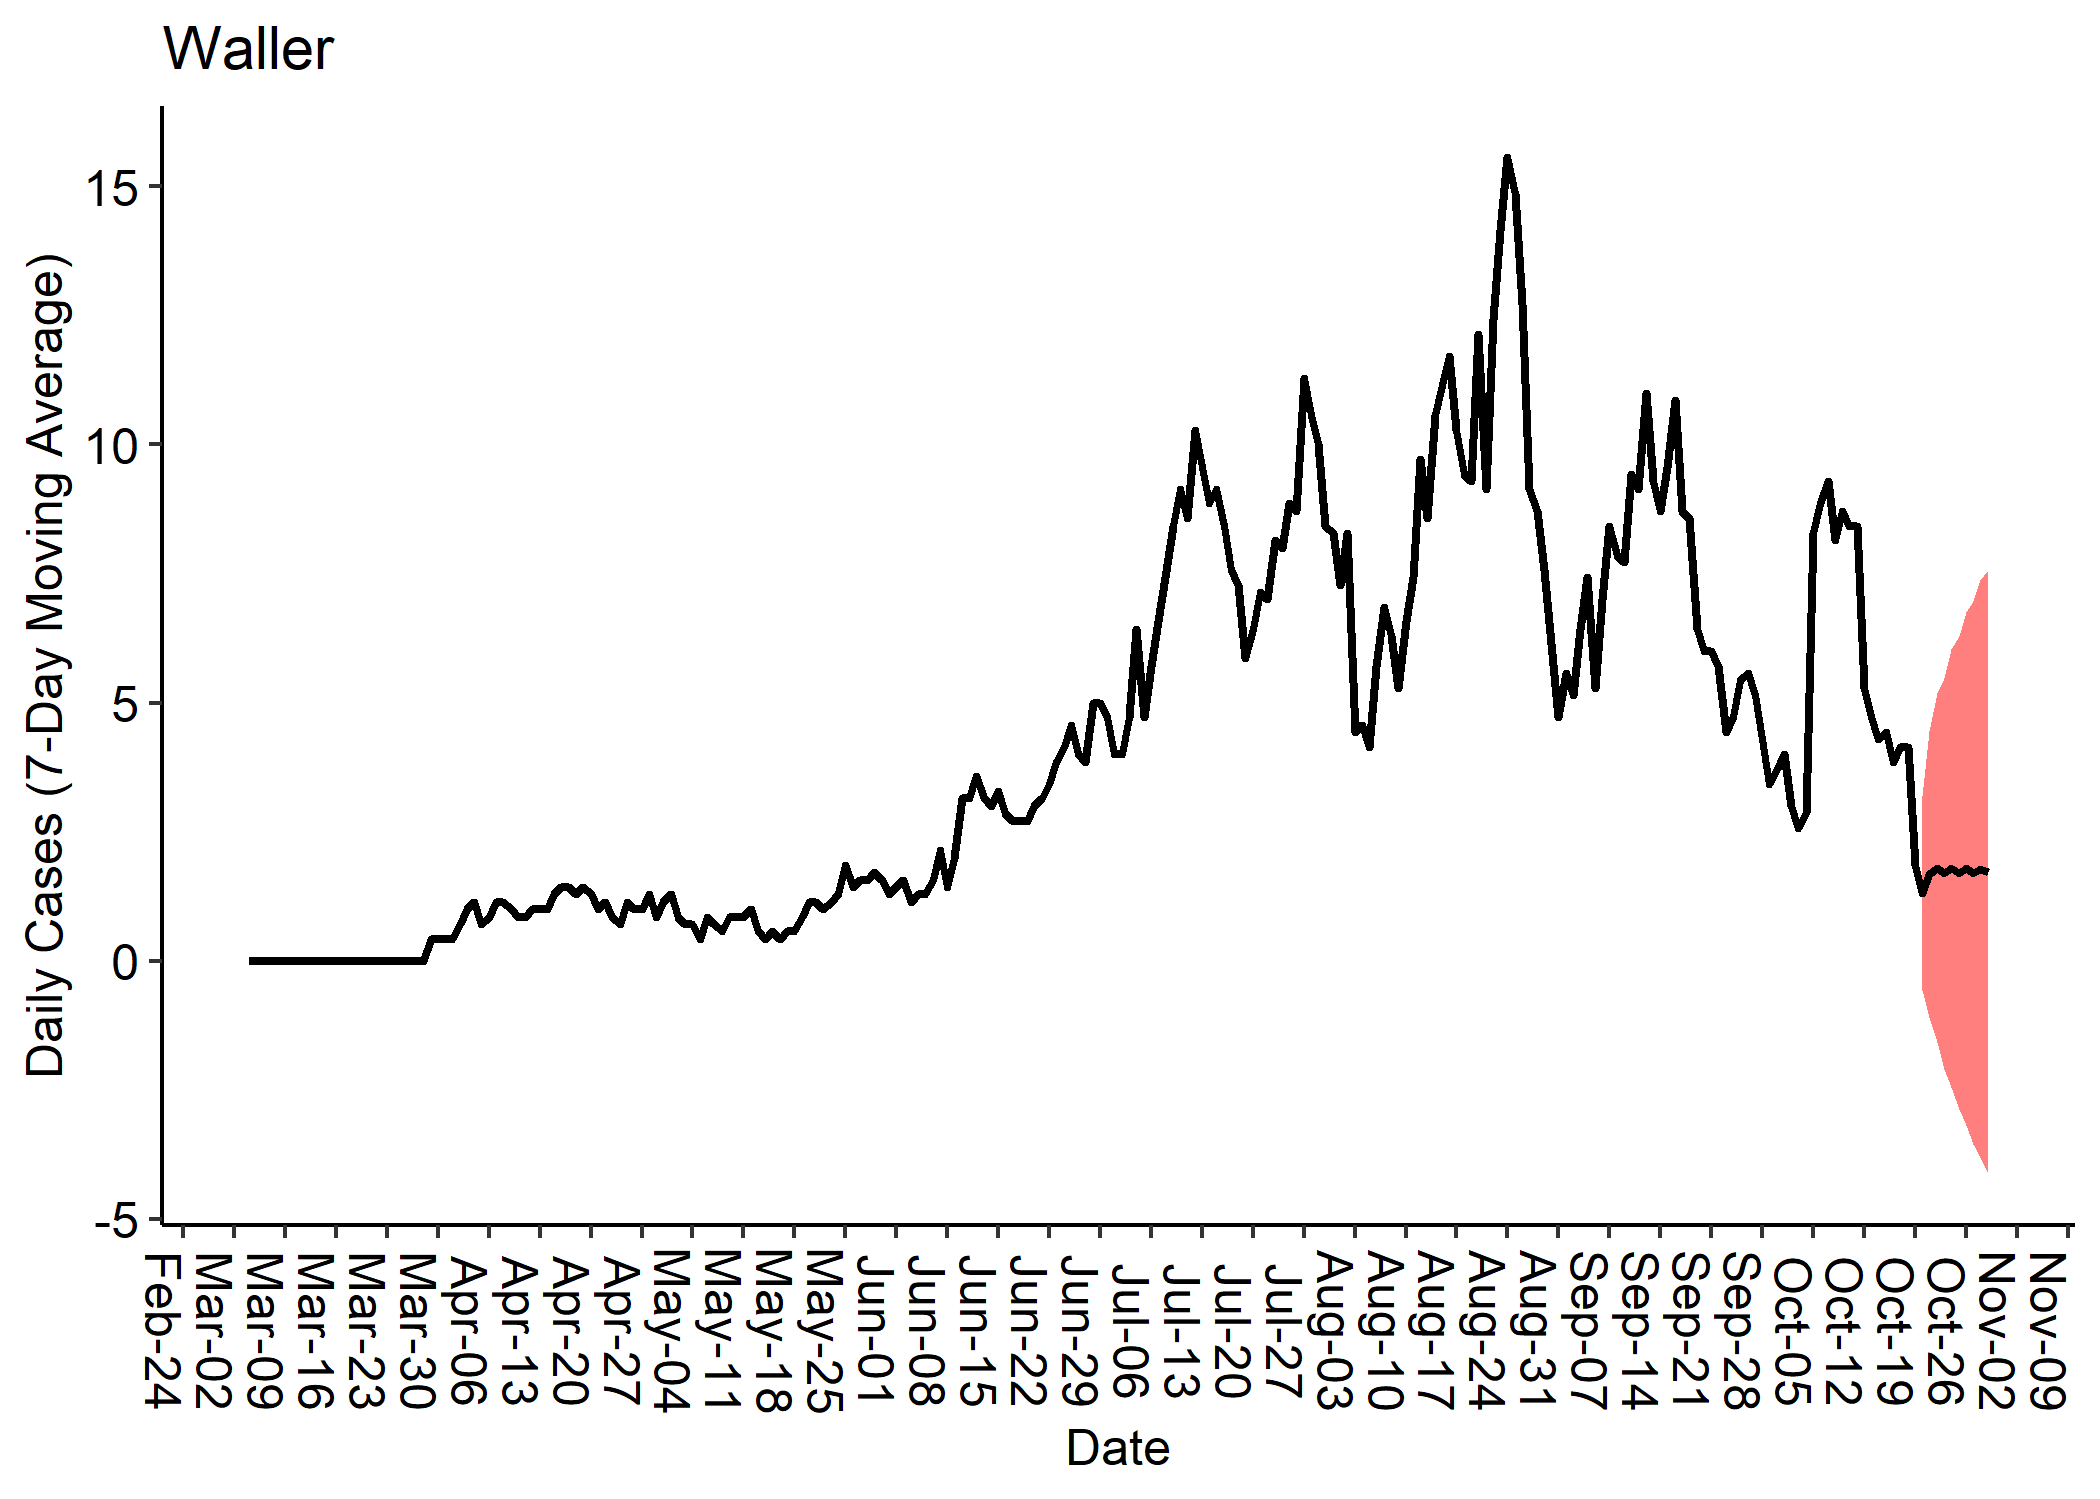 Waller
Daily Cases (7-Day Moving Average)
15
10
5
0
-5
Feb-24
Mar-02
Mar-09
Mar-16
Mar-23
Mar-30
Apr-06
Apr-13
Apr-20
Apr-27
May-04
May-11
May-18
May-25
Jun-01
Jun-08
Jun-15
Jun-22
Jun-29
Jul-06
Jul-13
Jul-20
Jul-27
Aug-03
Aug-10
Aug-17
Aug-24
Aug-31
Sep-07
Sep-14
Sep-21
Sep-28
Oct-05
Oct-12
Oct-19
Oct-26
Nov-02
Nov-09
Date